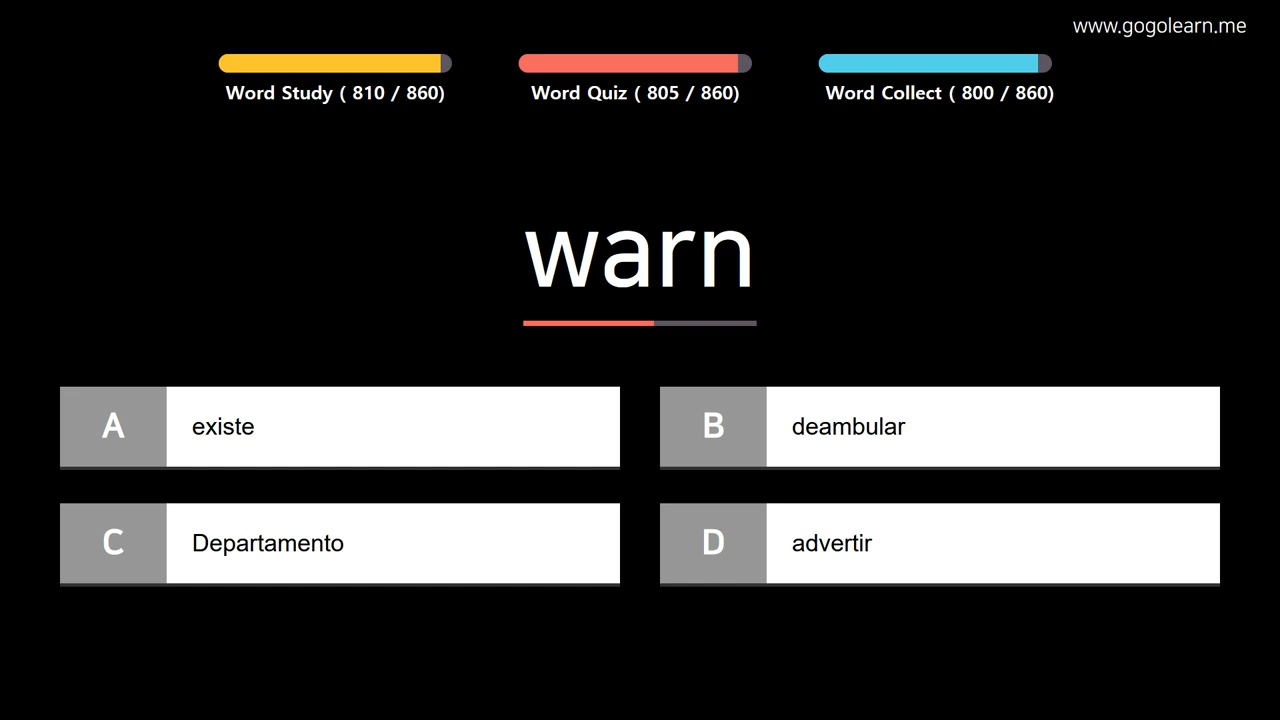 www.gogolearn.me
Word Study ( 810 / 860)
Word Quiz ( 805 / 860)
Word Collect ( 800 / 860)
warn
A existe
B deambular
C Departamento
D advertir